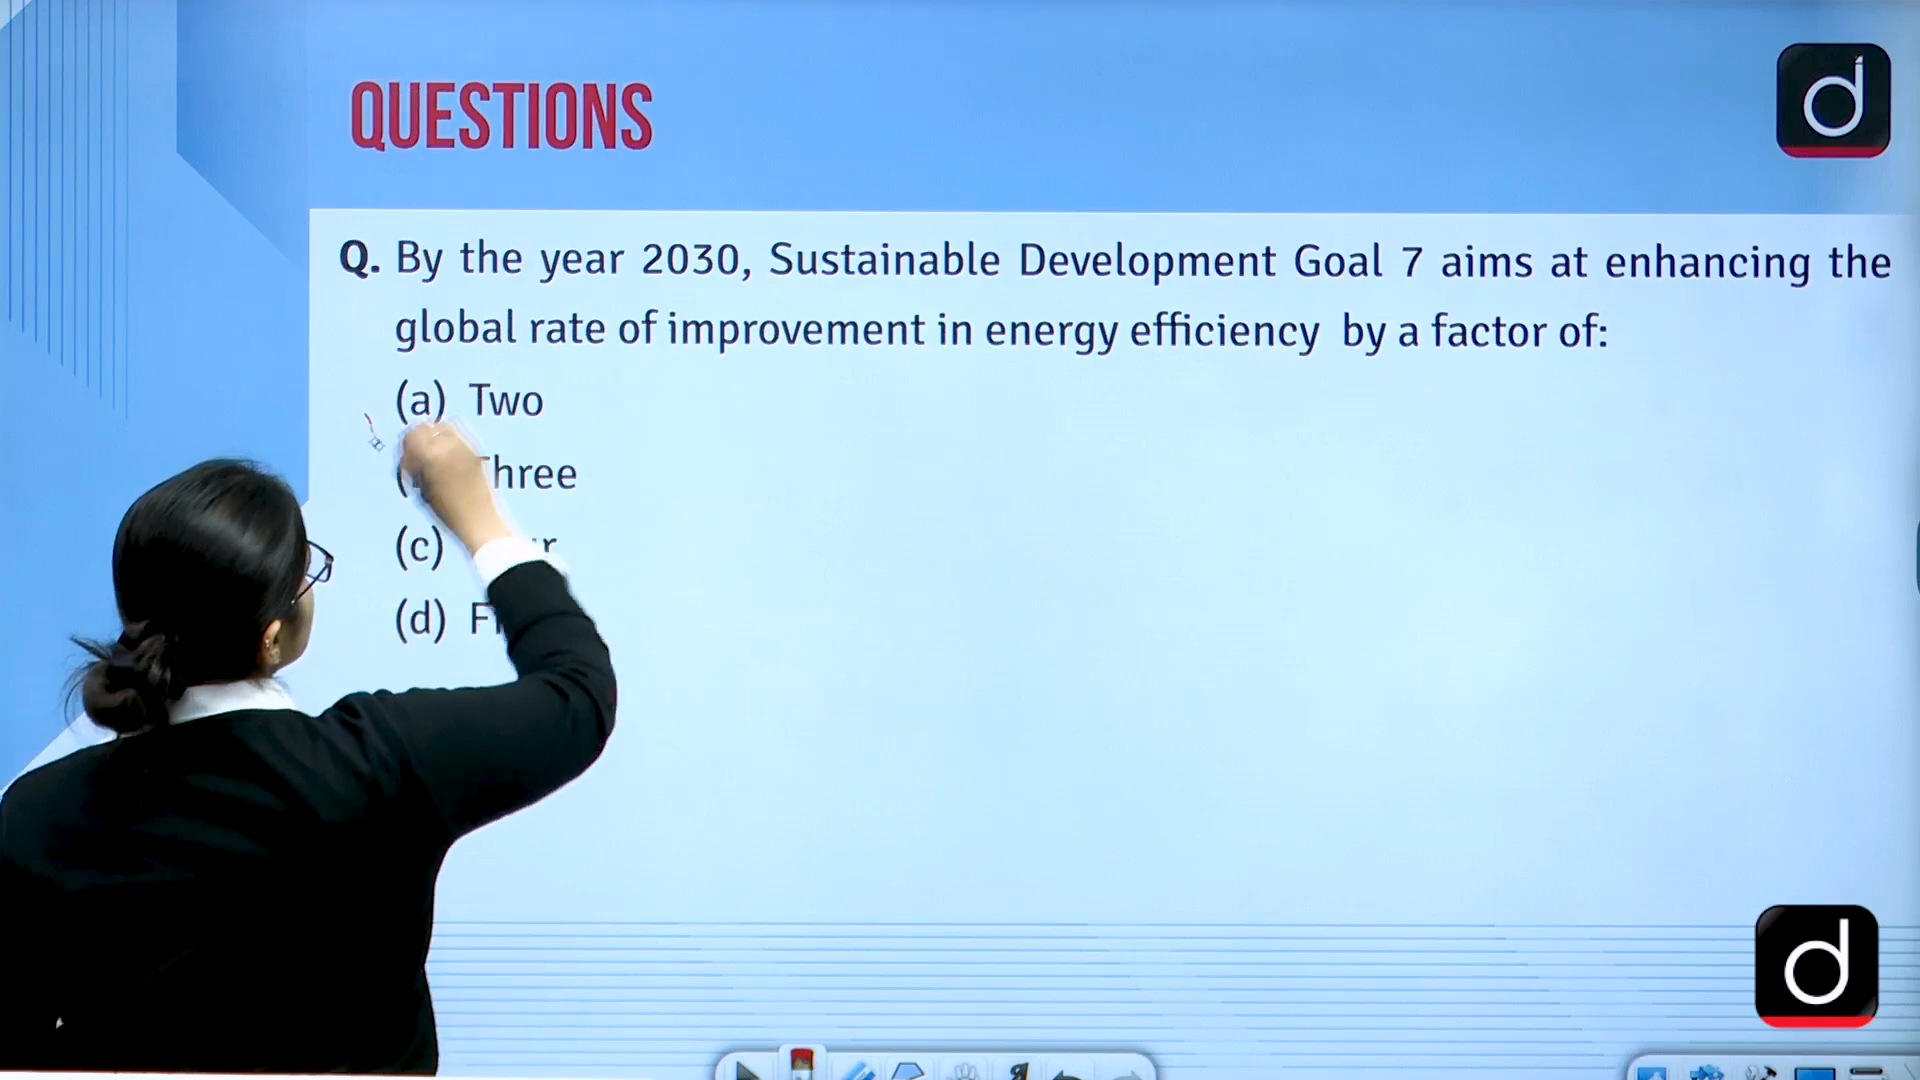 QUESTIONS
Q. By the year 2030, Sustainable Development Goal 7 aims at enhancing the
global rate of improvement in energy efficiency by a factor of:
(a) Two
hree
(c)
(d)